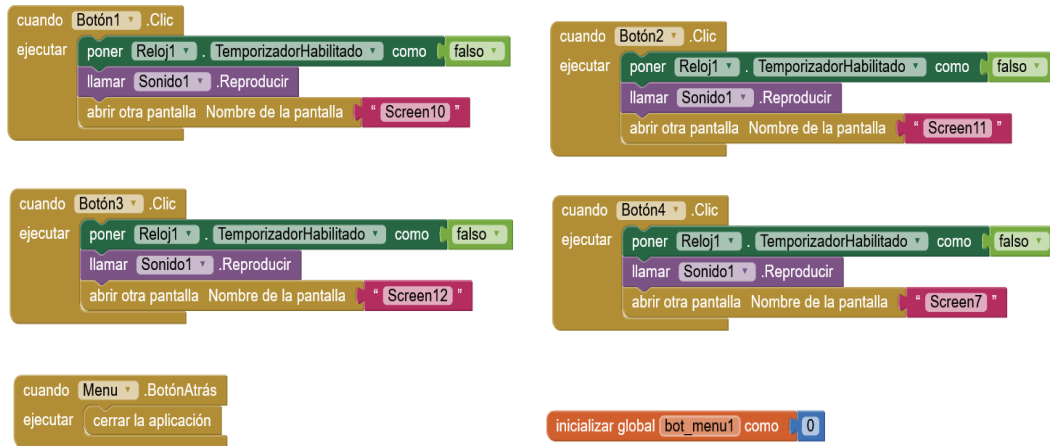 cuando Botón1 .Clic
ejecutar poner Reloj1 . TemporizadorHabilitado como falso
llamar Sonido1 .Reproducir
abrir otra pantalla Nombre de la pantalla " Screen10 "
cuando Botón2 .Clic
ejecutar poner Reloj1 . TemporizadorHabilitado como falso
llamar Sonido1 .Reproducir
abrir otra pantalla Nombre de la pantalla " Screen11 "
cuando Botón3 .Clic
ejecutar poner Reloj1 . TemporizadorHabilitado como falso
llamar Sonido1 .Reproducir
abrir otra pantalla Nombre de la pantalla " Screen12 "
cuando Botón4 .Clic
ejecutar poner Reloj1 . TemporizadorHabilitado como falso
llamar Sonido1 .Reproducir
abrir otra pantalla Nombre de la pantalla " Screen7 "
cuando Menu .BotónAtrás
ejecutar cerrar la aplicación
inicializar global bot_menu1 como 0